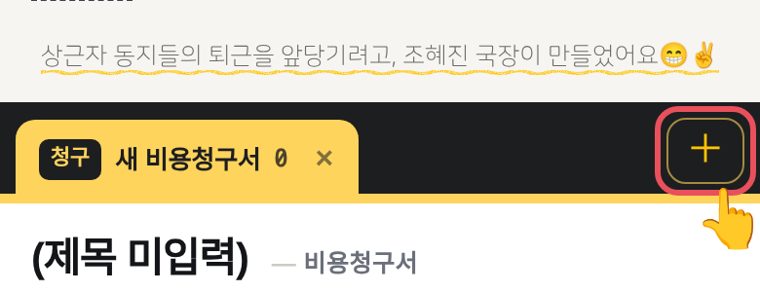 상근자 동지들의 퇴근을 앞당기려고, 조혜진 국장이 만들었어요😁✌️
청구 새 비용청구서 0 ×
+
(제목 미입력) — 비용청구서